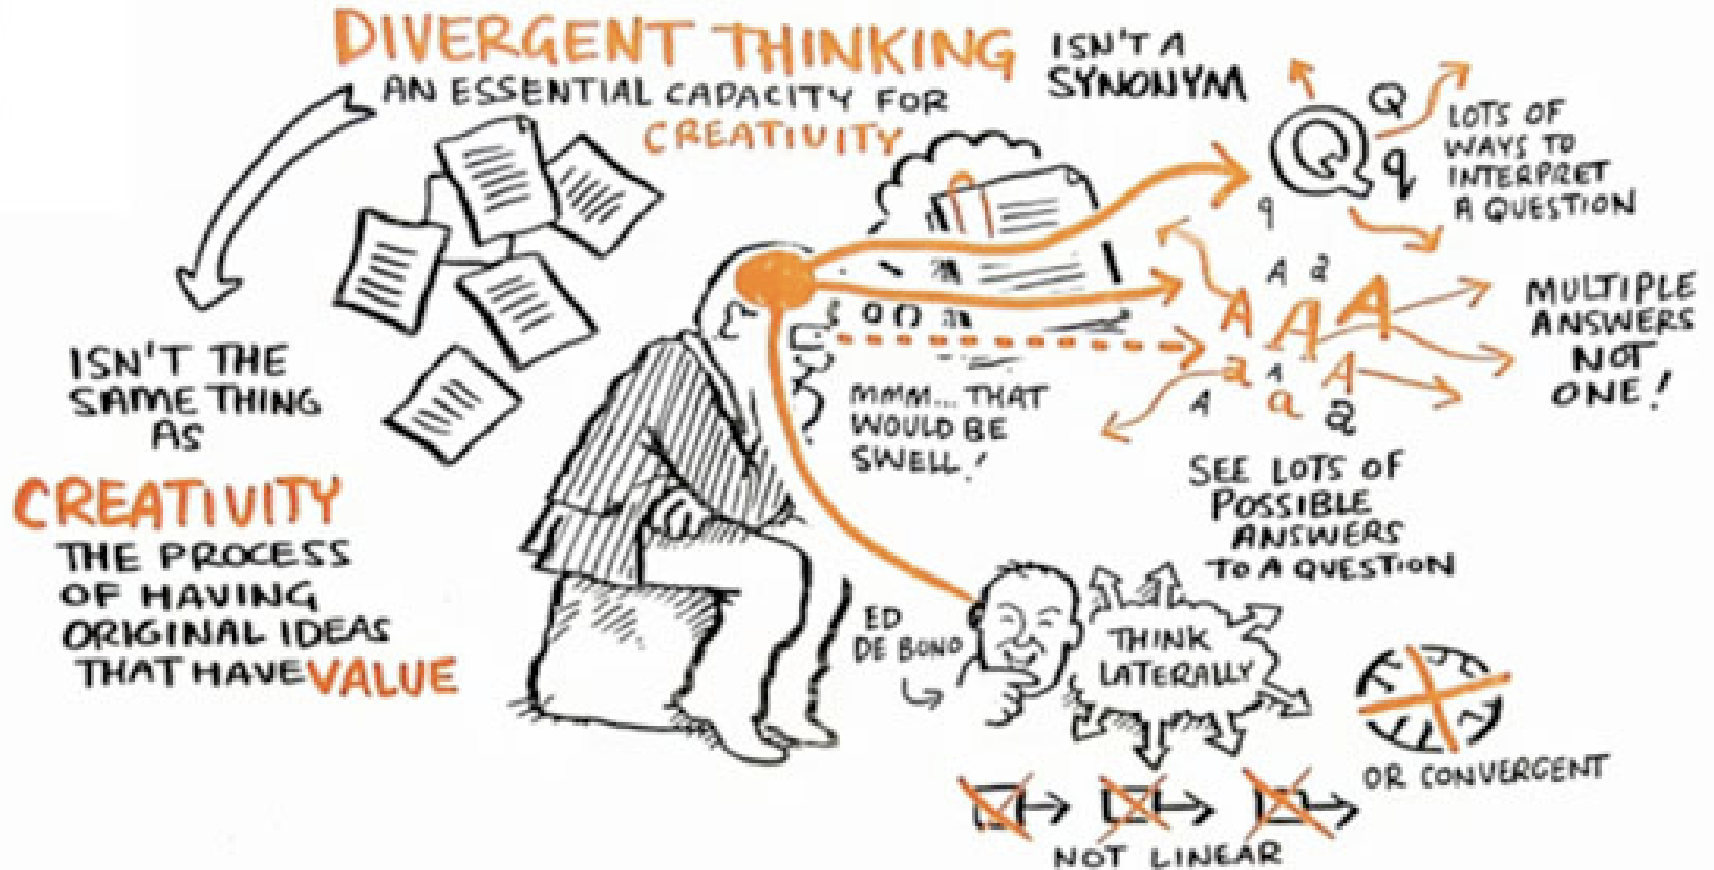 DIVERGENT THINKING
AN ESSENTIAL CAPACITY FOR
CREATIVITY
ISN'T A
SYNONYM
Q
Q
q
q
LOTS OF
WAYS TO
INTERPRET
A QUESTION
A a
A A A
a A A
A a a
MULTIPLE
ANSWERS
NOT
ONE!
ISN'T THE
SAME THING
AS
CREATIVITY
THE PROCESS
OF HAVING
ORIGINAL IDEAS
THAT HAVE VALUE
MMM... THAT
WOULD BE
SWELL!
SEE LOTS OF
POSSIBLE
ANSWERS
TO A QUESTION
ED
DE BONO
THINK
LATERALLY
OR CONVERGENT
NOT LINEAR